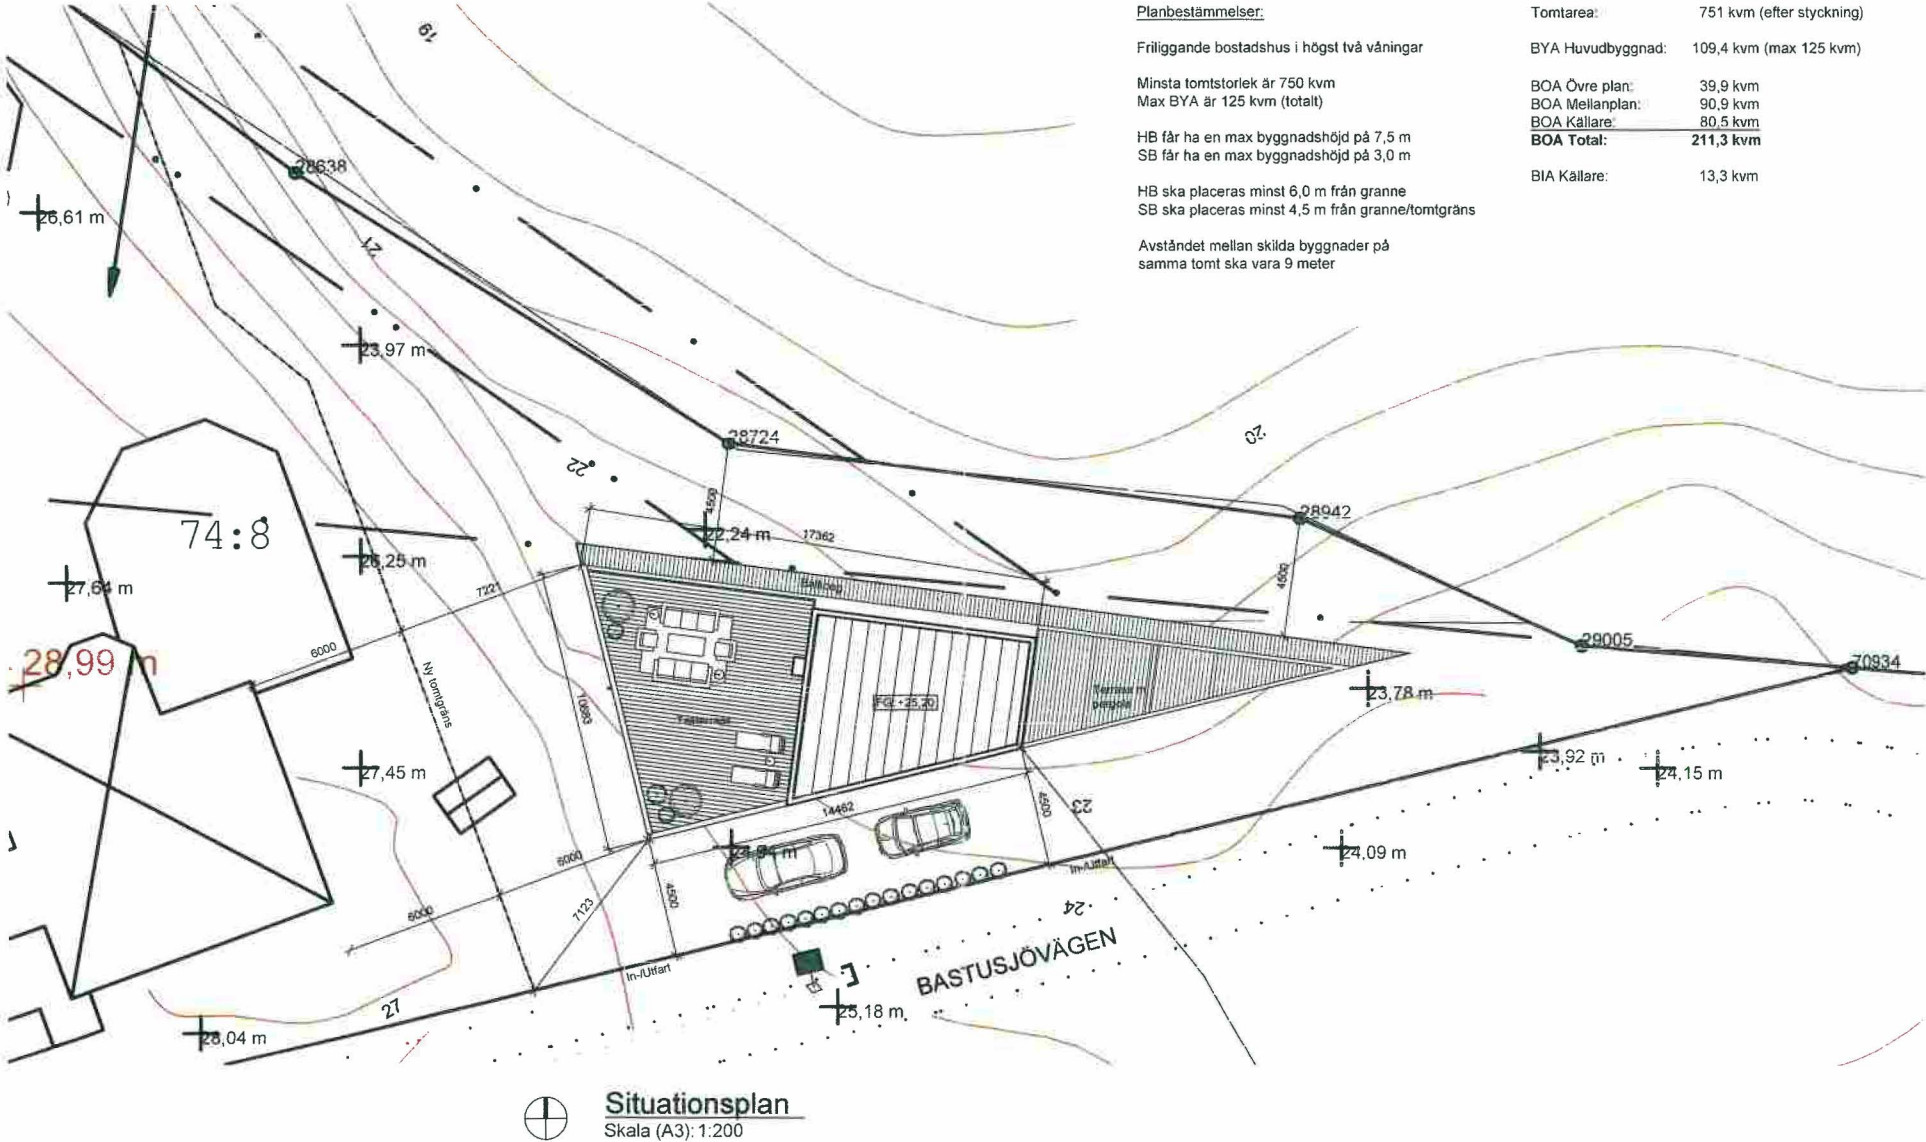 Planbestämmelser:
Friliggande bostadshus i högst två våningar
Minsta tomtstorlek är 750 kvm
Max BYA är 125 kvm (totalt)
HB får ha en max byggnadshöjd på 7,5 m
SB får ha en max byggnadshöjd på 3,0 m
HB ska placeras minst 6,0 m från granne
SB ska placeras minst 4,5 m från granne/tomtgräns
Avståndet mellan skilda byggnader på
samma tomt ska vara 9 meter
Tomtarea: 751 kvm (efter styckning)
BYA Huvudbyggnad: 109,4 kvm (max 125 kvm)
BOA Övre plan: 39,9 kvm
BOA Mellanplan: 90,9 kvm
BOA Källare: 80,5 kvm
BOA Total: 211,3 kvm
BIA Källare: 13,3 kvm
19
28638
26,61 m
21
23,97 m
28724
20
22
4500
22,24 m
17362
28942
74:8
26,25 m
27,64 m
7221
Balkong
4500
29005
70934
6000
28,99 m
Ny tomtgräns
10693
Takterrass
FG: +25,20
Terrass m
pergola
23,78 m
27,45 m
23,92 m
24,15 m
14462
4500
23
24,09 m
6000
6000
7123
4500
In-/Utfart
In-/Utfart
24
BASTUSJÖVÄGEN
25,18 m
27
28,04 m
Situationsplan
Skala (A3): 1:200